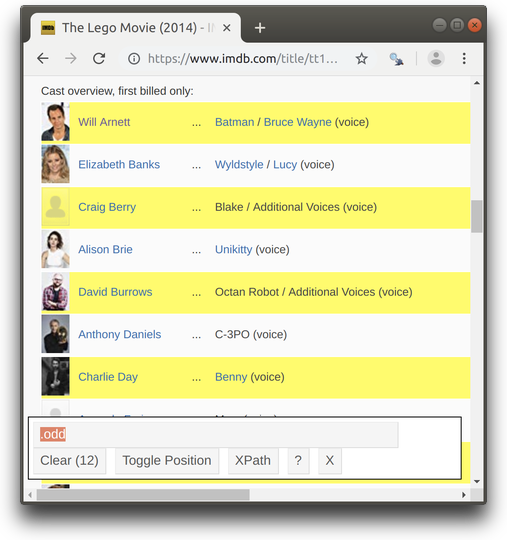 The Lego Movie (2014) - IM
https://www.imdb.com/title/tt1...
Cast overview, first billed only:
Will Arnett ... Batman / Bruce Wayne (voice)
Elizabeth Banks ... Wyldstyle / Lucy (voice)
Craig Berry ... Blake / Additional Voices (voice)
Alison Brie ... Unikitty (voice)
David Burrows ... Octan Robot / Additional Voices (voice)
Anthony Daniels ... C-3PO (voice)
Charlie Day ... Benny (voice)
.odd
Clear (12) Toggle Position XPath ? X